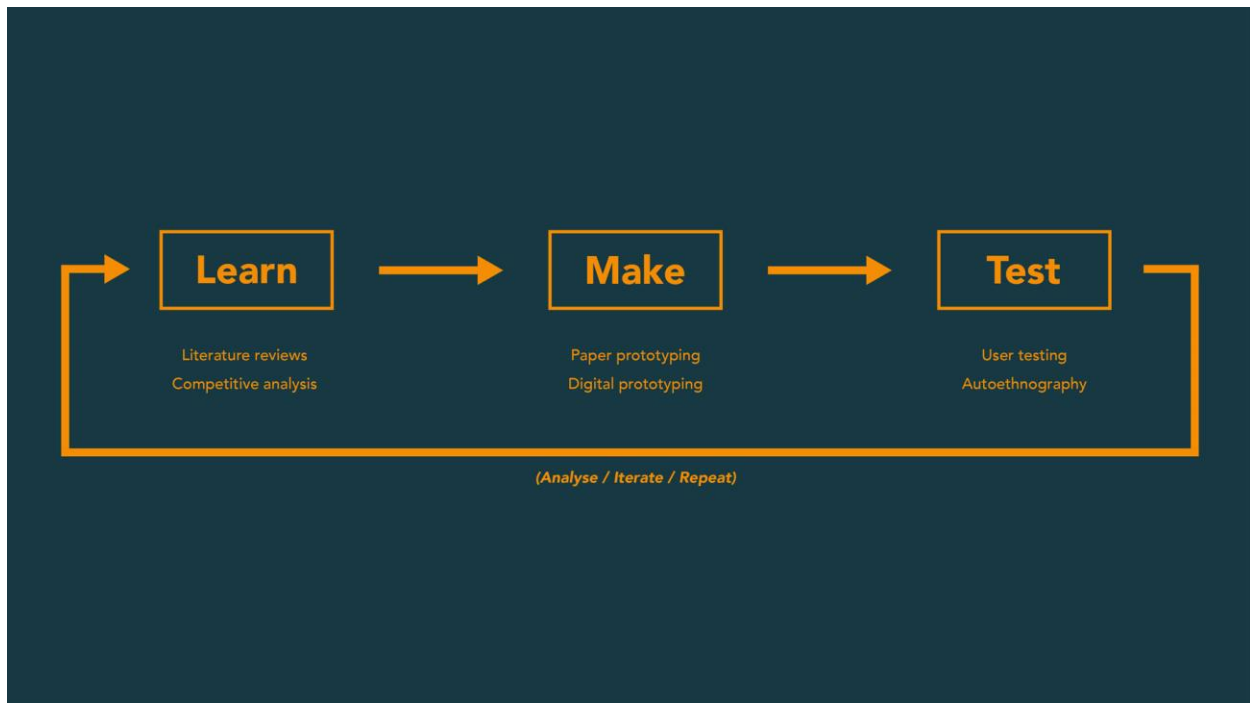 Learn
Make
Test
Literature reviews
Competitive analysis
Paper prototyping
Digital prototyping
User testing
Autoethnography
(Analyse / Iterate / Repeat)